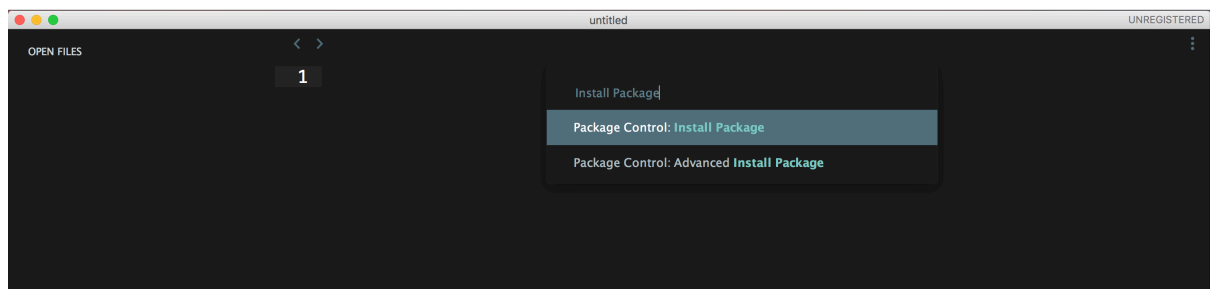 untitled
UNREGISTERED
OPEN FILES
1
Install Package
Package Control: Install Package
Package Control: Advanced Install Package